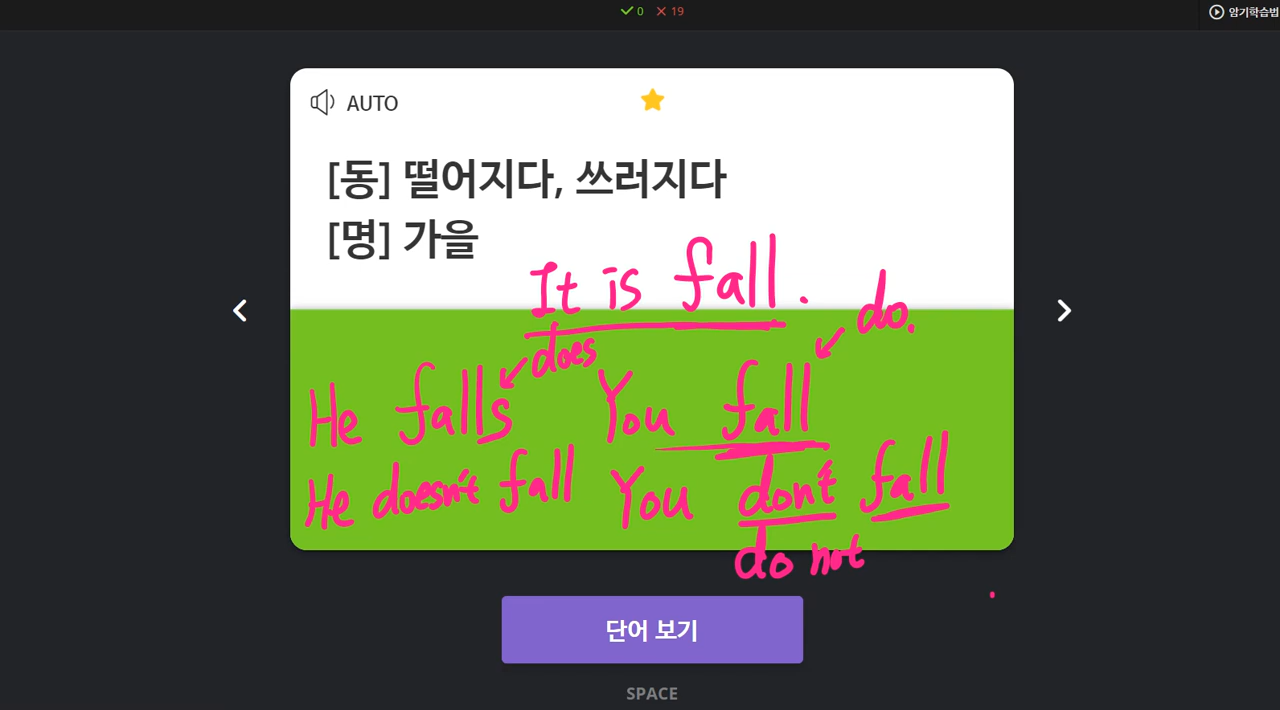 0 19
암기학습법
AUTO
[동] 떨어지다, 쓰러지다
[명] 가을
It is fall.
do.
does
He falls You fall
He doesn't fall You don't fall
do not
단어 보기
SPACE